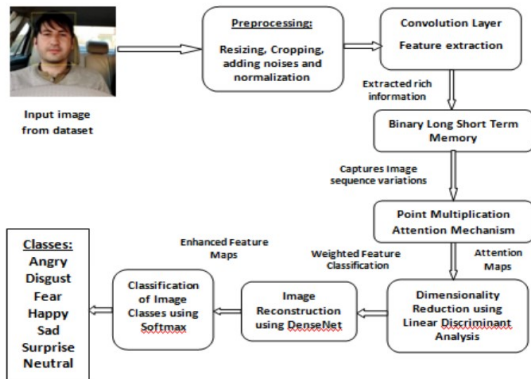 Preprocessing:
Resizing, Cropping,
adding noises and
normalization
Convolution Layer
Feature extraction
Input image
from dataset
Extracted rich
information
Binary Long Short Term
Memory
Captures Image
sequence variations
Point Multiplication
Attention Mechanism
Attention
Maps
Dimensionality
Reduction using
Linear Discriminant
Analysis
Weighted Feature
Classification
Image
Reconstruction
using DenseNet
Enhanced Feature
Maps
Classification
of Image
Classes using
Softmax
Classes:
Angry
Disgust
Fear
Happy
Sad
Surprise
Neutral